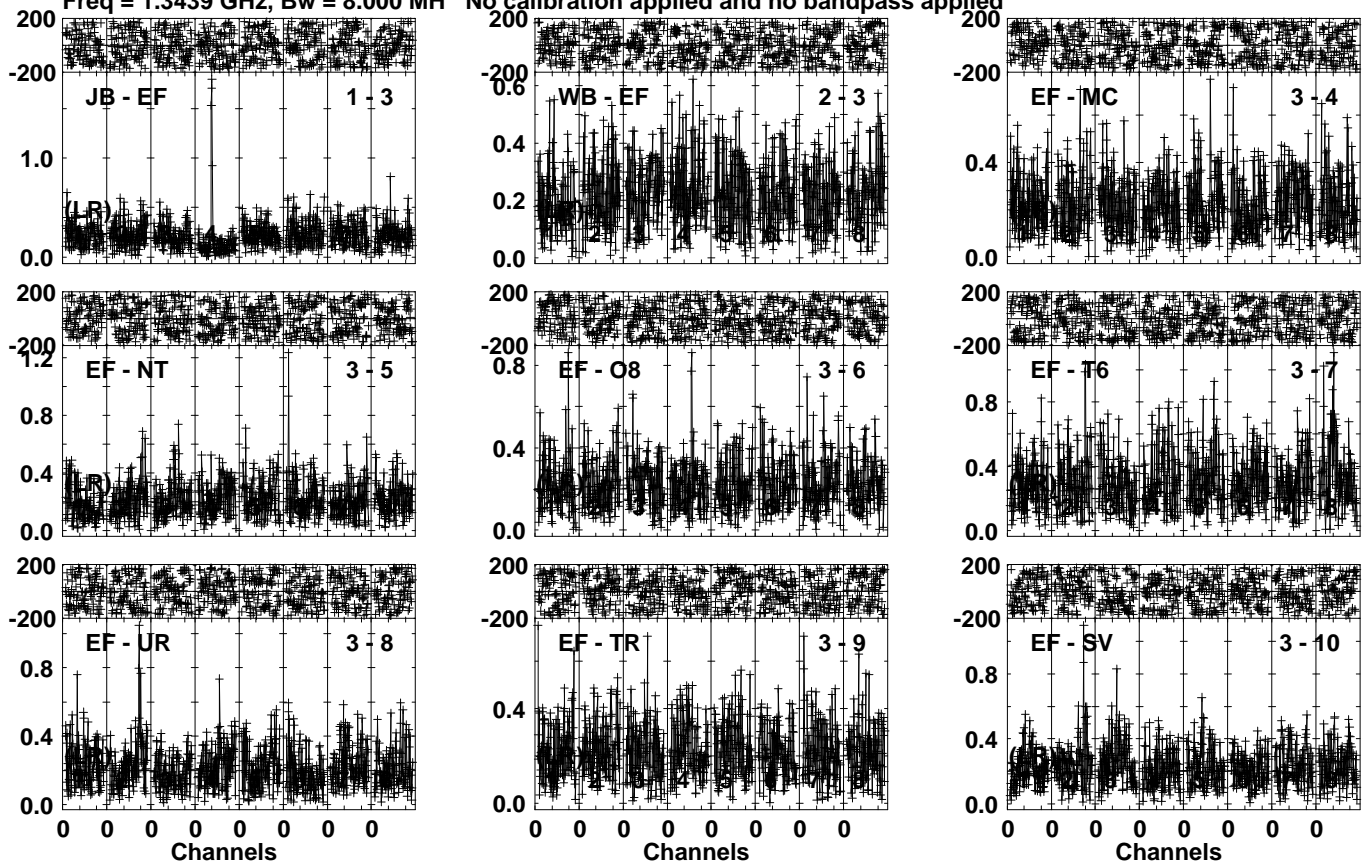 Freq = 1.3439 GHz, Bw = 8.000 MH No calibration applied and no bandpass applied
200 200 200
-200 -200 -200
JB - EF 1 - 3 0.6 WB - EF 2 - 3 EF - MC 3 - 4
1.0 0.4 0.4
(LR) 0.2
4 2 3 4 8 7
0.0 0.0 0.0
200 200 200
-200 -200 -200
1.2 EF - NT 3 - 5 0.8 EF - O8 3 - 6 EF - T6 3 - 7
0.8 0.8
0.4 (LR) 0.4 0.4
0.0 0.0 0.0
200 200 200
-200 -200 -200
EF - UR 3 - 8 EF - TR 3 - 9 EF - SV 3 - 10
0.8 0.8
0.4 0.4 0.4
0.0 0.0 0.0
0 0 0 0 0 0 0 0 0 0 0 0 0 0 0 0 0 0 0 0 0 0 0 0
Channels Channels Channels